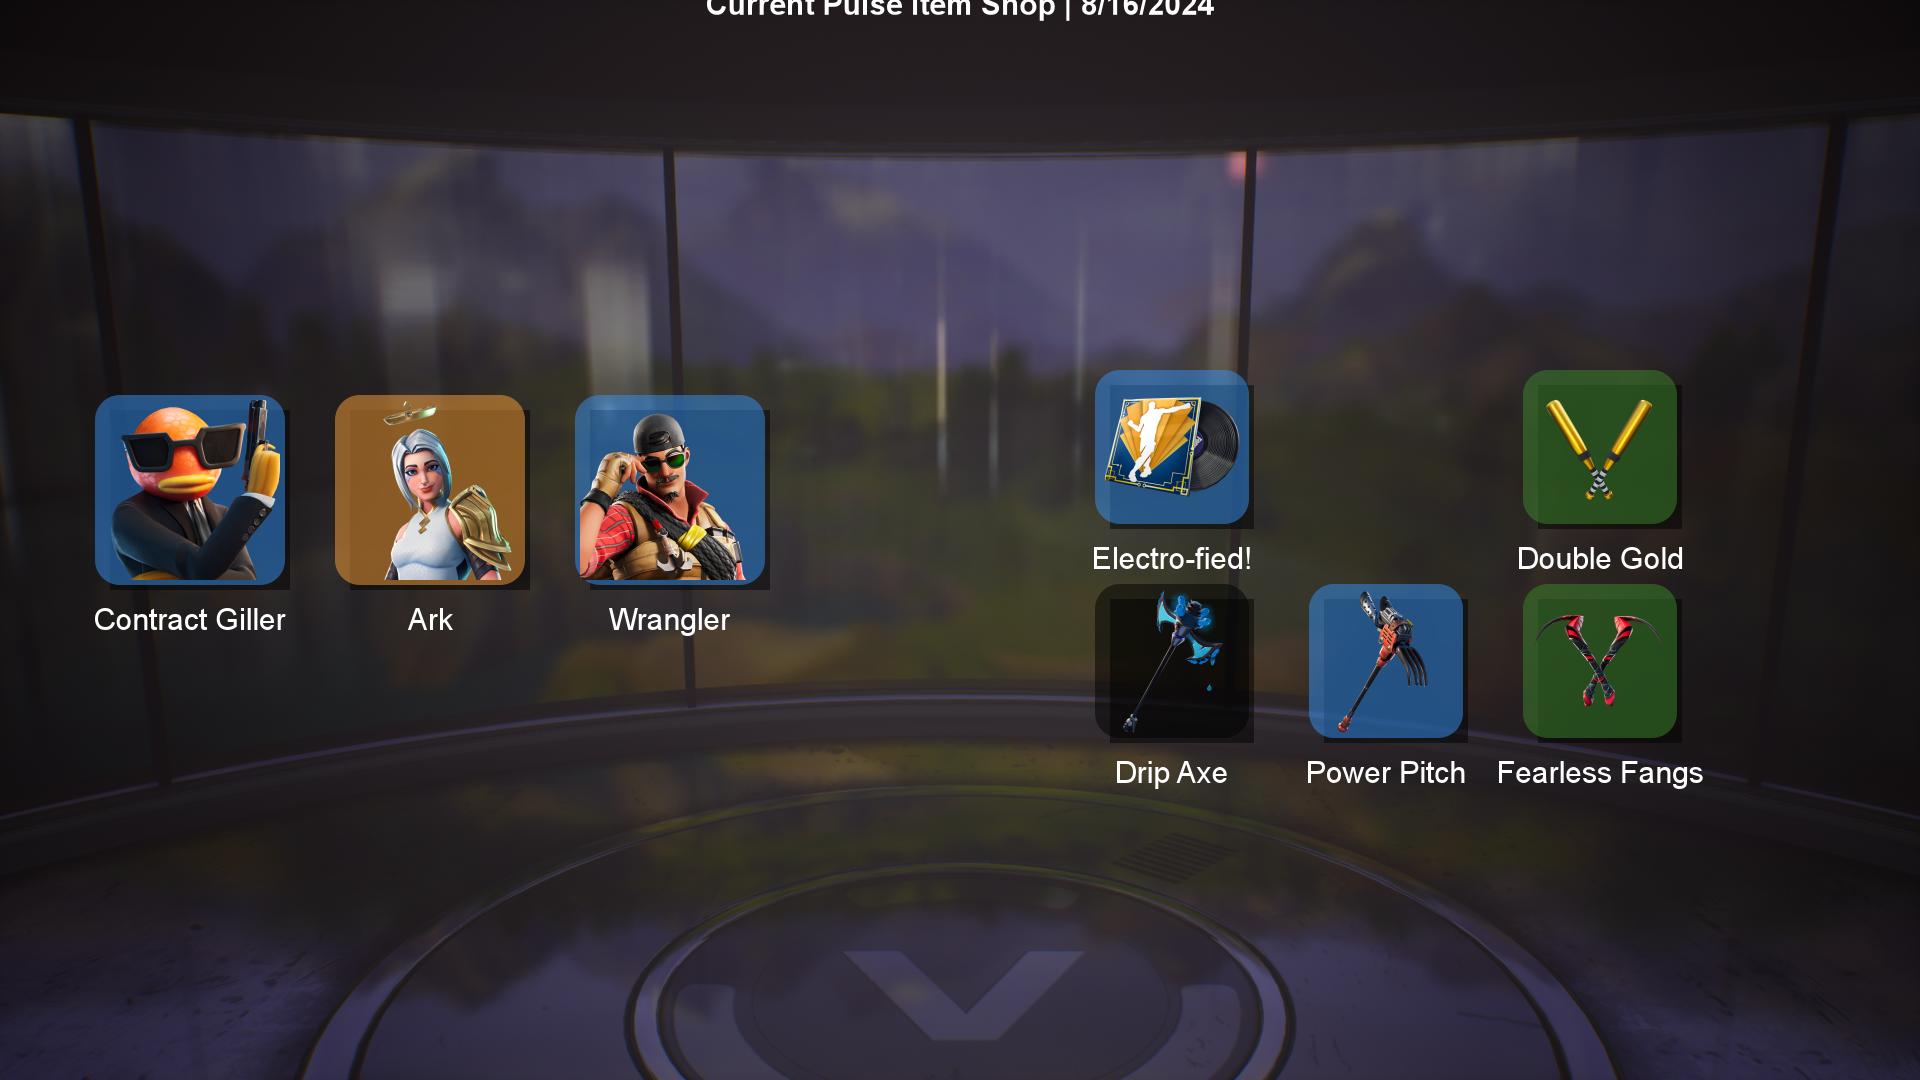 Current Pulse Item Shop | 8/16/2024
Contract Giller
Ark
Wrangler
Electro-fied!
Double Gold
Drip Axe
Power Pitch
Fearless Fangs